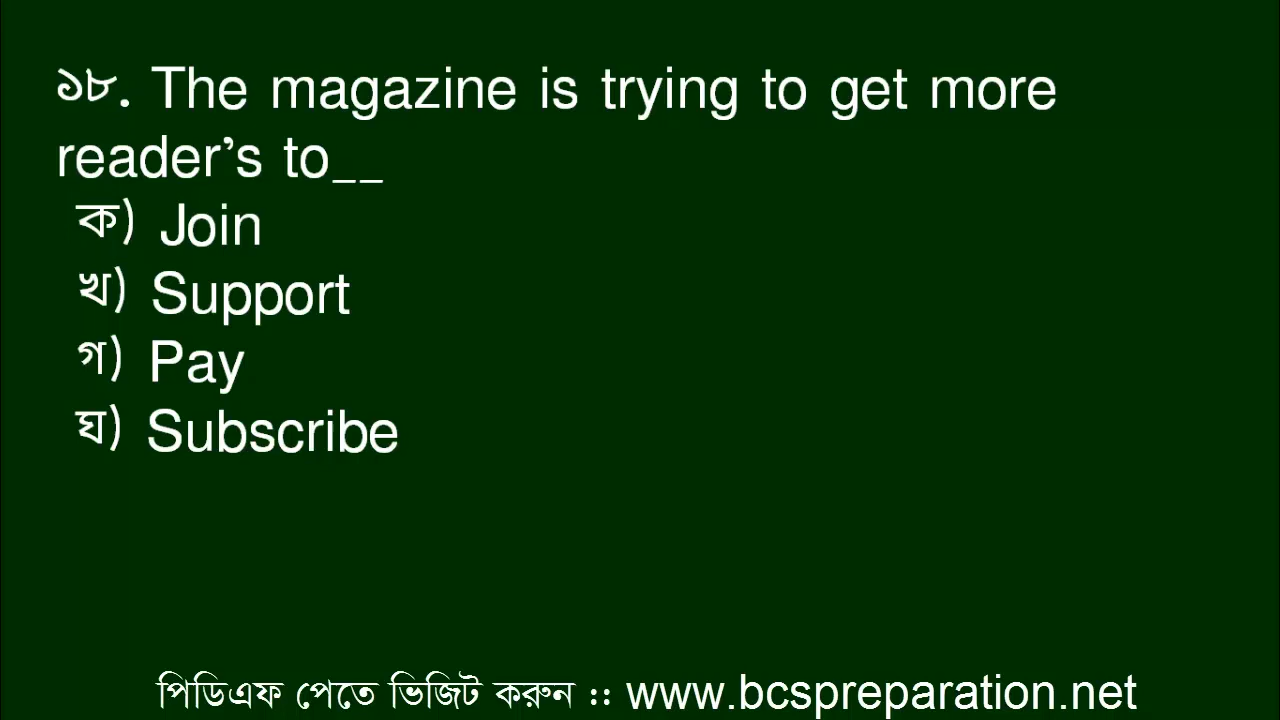 ১৮. The magazine is trying to get more
reader’s to__
ক) Join
খ) Support
গ) Pay
ঘ) Subscribe
পিডিএফ পেতে ভিজিট করুন :: www.bcspreparation.net